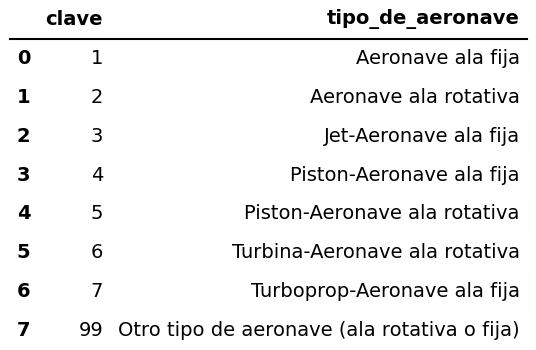 clave tipo_de_aeronave
0 1 Aeronave ala fija
1 2 Aeronave ala rotativa
2 3 Jet-Aeronave ala fija
3 4 Piston-Aeronave ala fija
4 5 Piston-Aeronave ala rotativa
5 6 Turbina-Aeronave ala rotativa
6 7 Turboprop-Aeronave ala fija
7 99 Otro tipo de aeronave (ala rotativa o fija)